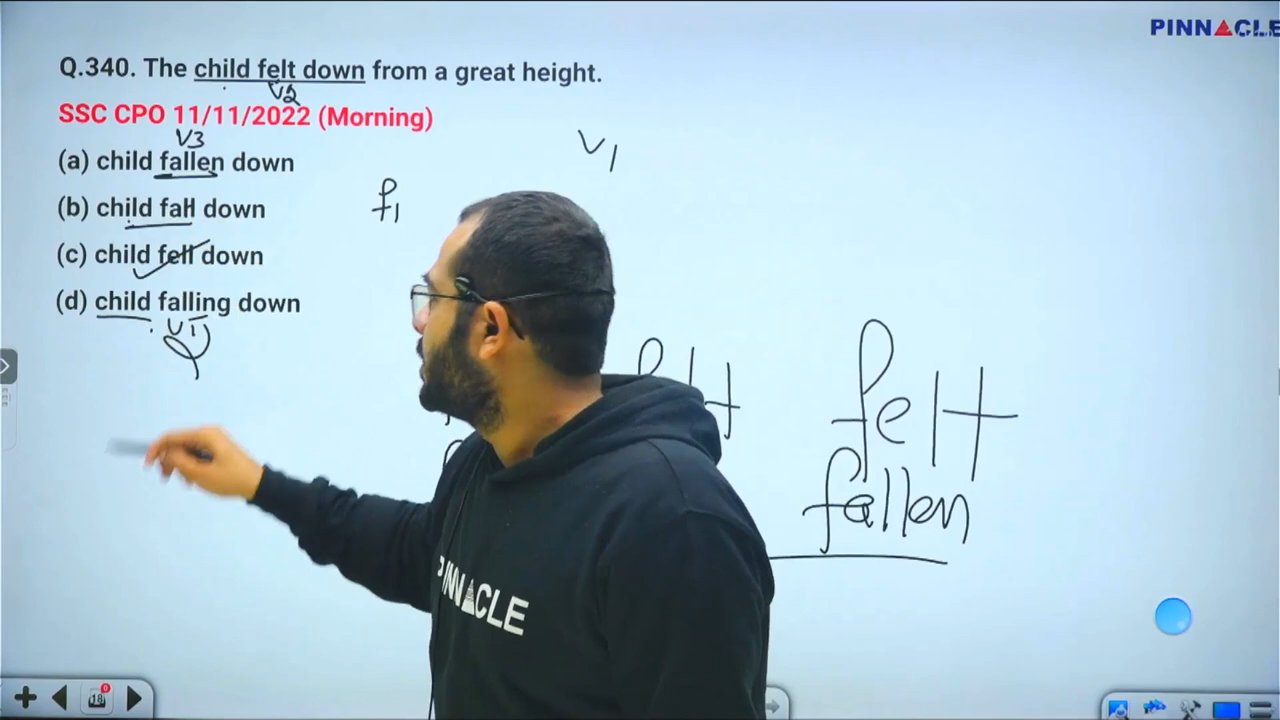 PINNACLE
Q.340. The child felt down from a great height.
V2
SSC CPO 11/11/2022 (Morning)
V3
V1
(a) child fallen down
(b) child fall down
(c) child fell down
(d) child falling down
V1
felt
fallen
PINNACLE
18